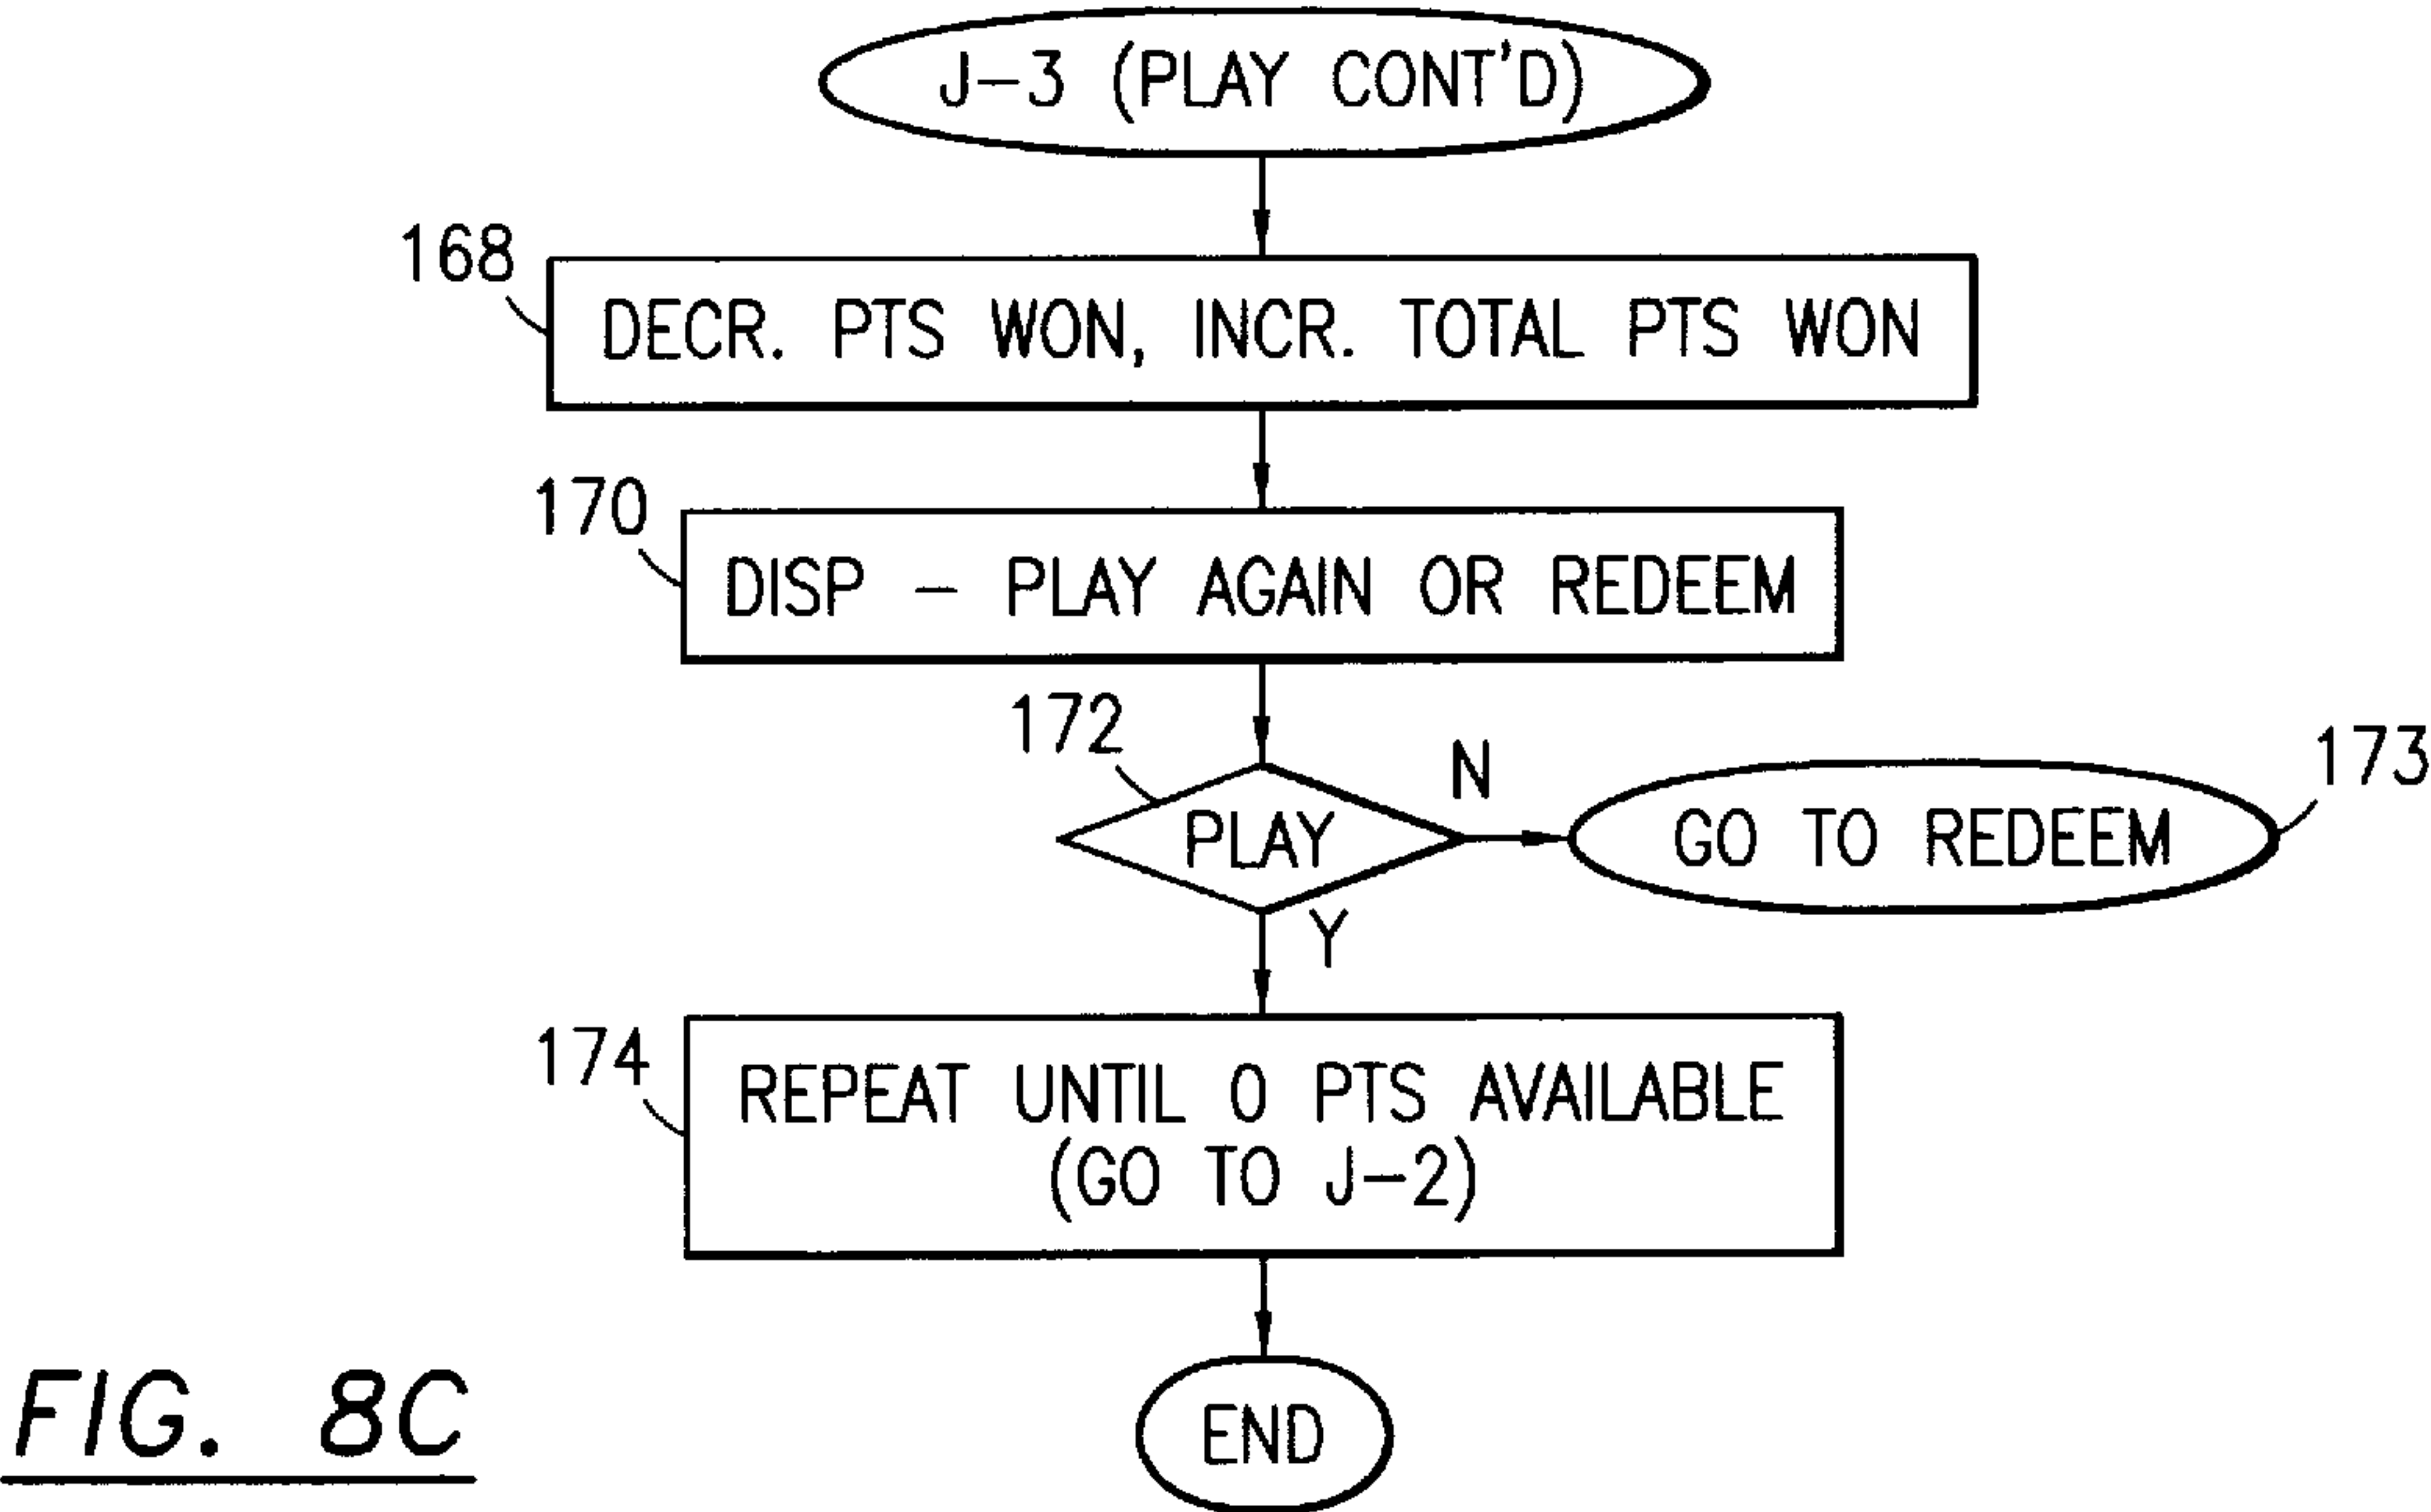 J-3 (PLAY CONT'D)
168
DECR. PTS WON, INCR. TOTAL PTS WON
170
DISP - PLAY AGAIN OR REDEEM
172
PLAY
N
GO TO REDEEM
173
Y
174
REPEAT UNTIL 0 PTS AVAILABLE
(GO TO J-2)
END
FIG. 8C